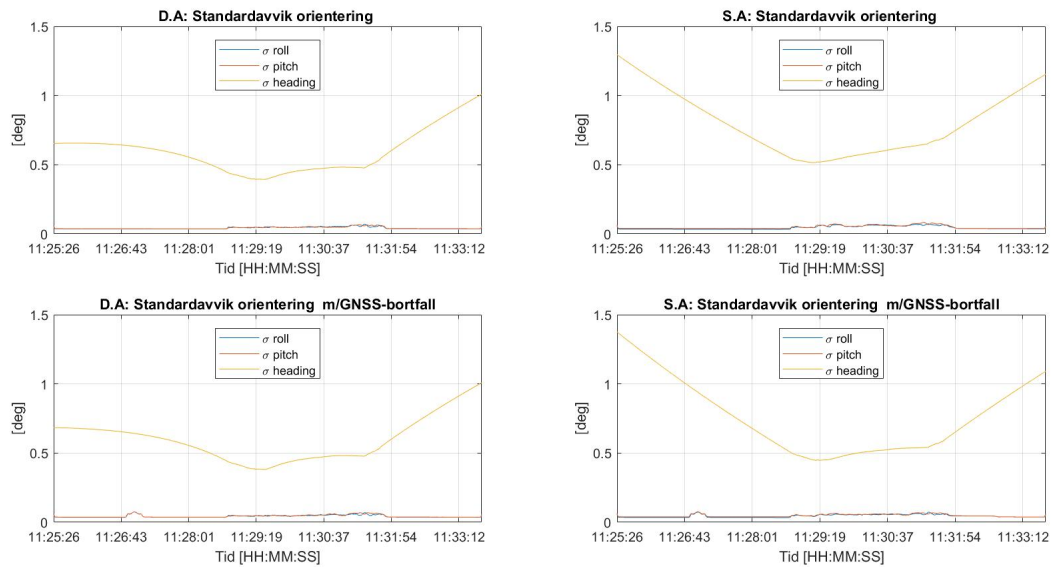 D.A: Standardavvik orientering
1.5
1
0.5
0
[deg]
σ roll
σ pitch
σ heading
11:25:26 11:26:43 11:28:01 11:29:19 11:30:37 11:31:54 11:33:12
Tid [HH:MM:SS]
S.A: Standardavvik orientering
1.5
1
0.5
0
[deg]
σ roll
σ pitch
σ heading
11:25:26 11:26:43 11:28:01 11:29:19 11:30:37 11:31:54 11:33:12
Tid [HH:MM:SS]
D.A: Standardavvik orientering m/GNSS-bortfall
1.5
1
0.5
0
[deg]
σ roll
σ pitch
σ heading
11:25:26 11:26:43 11:28:01 11:29:19 11:30:37 11:31:54 11:33:12
Tid [HH:MM:SS]
S.A: Standardavvik orientering m/GNSS-bortfall
1.5
1
0.5
0
[deg]
σ roll
σ pitch
σ heading
11:25:26 11:26:43 11:28:01 11:29:19 11:30:37 11:31:54 11:33:12
Tid [HH:MM:SS]